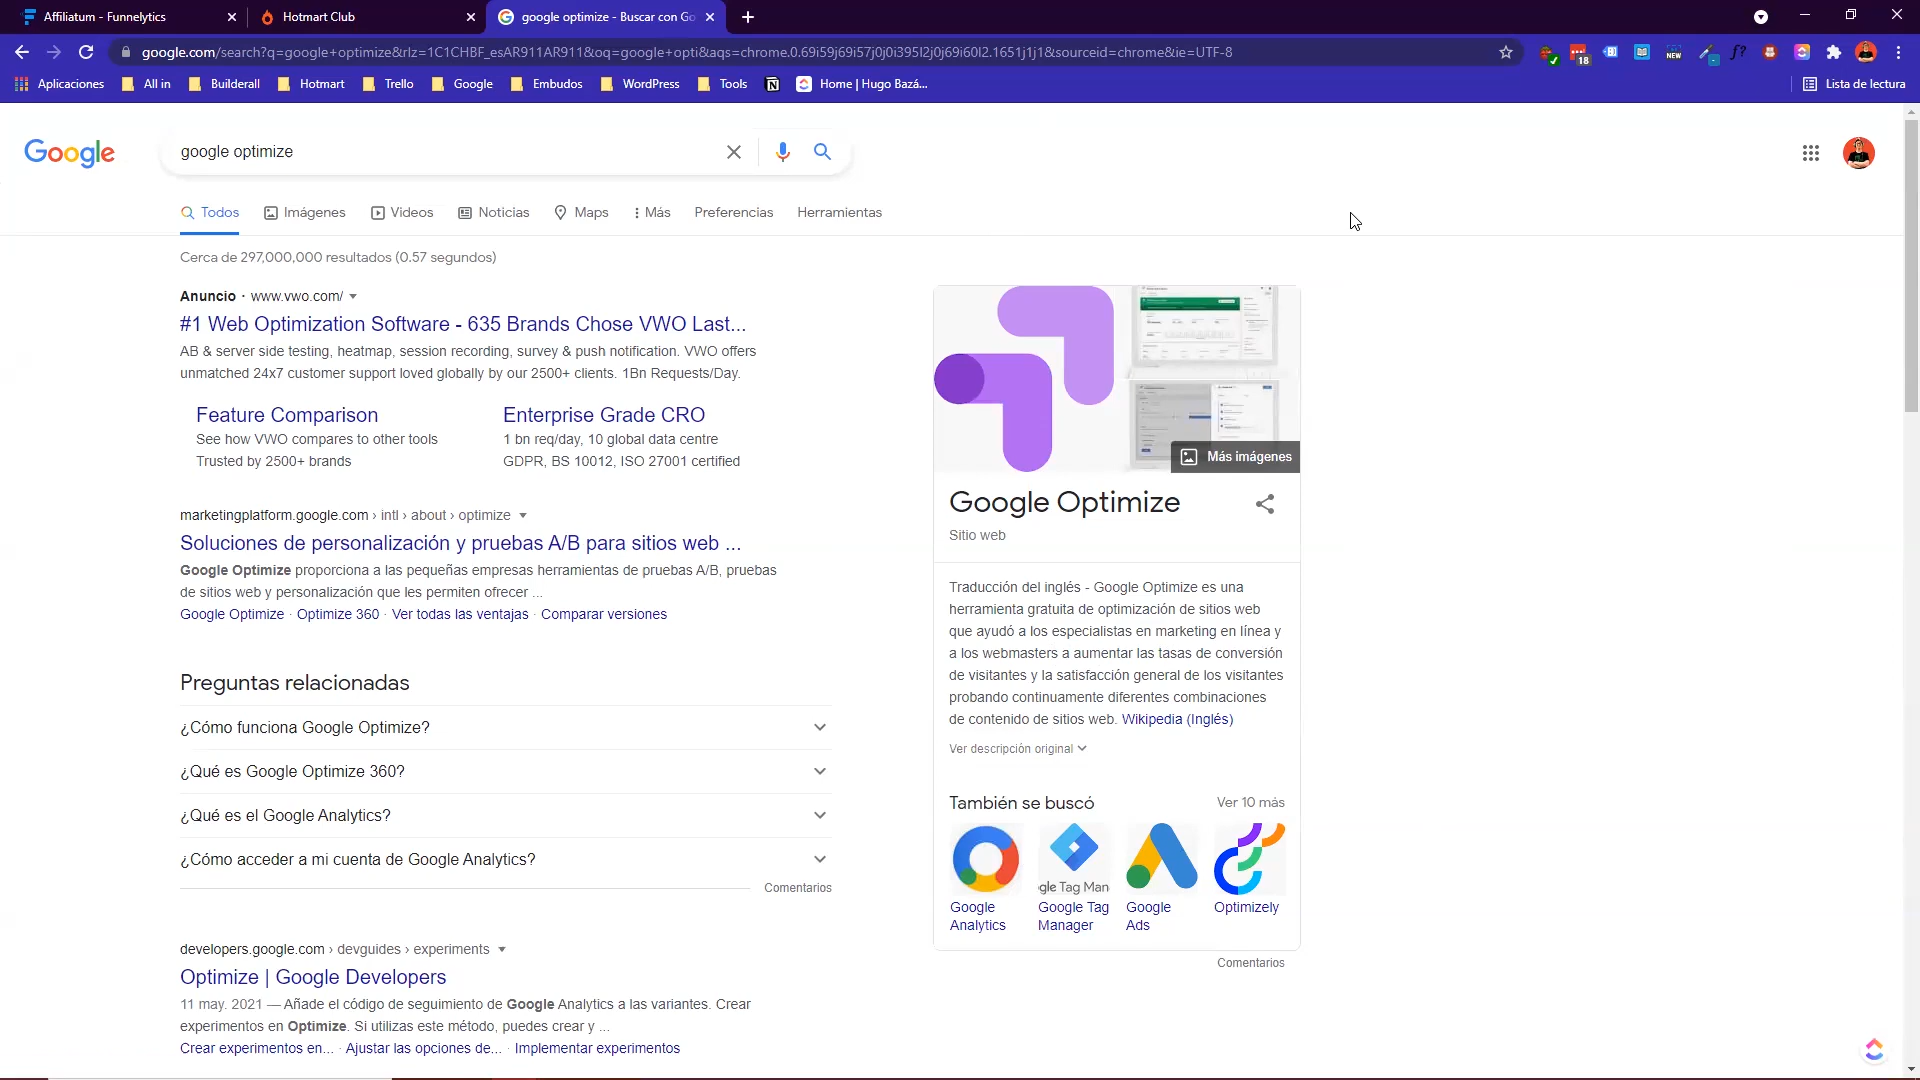 Affiliatum - Funnelytics
Hotmart Club
google optimize - Buscar con Go
google.com/search?q=google+optimize&rlz=1C1CHBF_esAR911AR911&oq=google+opti&aqs=chrome.0.69i59j69i57j0j0i395l2j0j69i60l2.1651j1j1&sourceid=chrome&ie=UTF-8
18
NEW
Aplicaciones
All in
Builderall
Hotmart
Trello
Google
Embudos
WordPress
Tools
Home | Hugo Bazá...
Lista de lectura
Google
google optimize
Todos
Imágenes
Videos
Noticias
Maps
Más
Preferencias
Herramientas
Cerca de 297,000,000 resultados (0.57 segundos)
Anuncio · www.vwo.com/
#1 Web Optimization Software - 635 Brands Chose VWO Last...
AB & server side testing, heatmap, session recording, survey & push notification. VWO offers
unmatched 24x7 customer support loved globally by our 2500+ clients. 1Bn Requests/Day.
Feature Comparison
See how VWO compares to other tools
Trusted by 2500+ brands
Enterprise Grade CRO
1 bn req/day, 10 global data centre
GDPR, BS 10012, ISO 27001 certified
marketingplatform.google.com › intl › about › optimize
Soluciones de personalización y pruebas A/B para sitios web ...
Google Optimize proporciona a las pequeñas empresas herramientas de pruebas A/B, pruebas
de sitios web y personalización que les permiten ofrecer ...
Google Optimize · Optimize 360 · Ver todas las ventajas · Comparar versiones
Preguntas relacionadas
¿Cómo funciona Google Optimize?
¿Qué es Google Optimize 360?
¿Qué es el Google Analytics?
¿Cómo acceder a mi cuenta de Google Analytics?
Comentarios
developers.google.com › devguides › experiments
Optimize | Google Developers
11 may. 2021 — Añade el código de seguimiento de Google Analytics a las variantes. Crear
experimentos en Optimize. Si utilizas este método, puedes crear y ...
Crear experimentos en... · Ajustar las opciones de... · Implementar experimentos
Más imágenes
Google Optimize
Sitio web
Traducción del inglés - Google Optimize es una
herramienta gratuita de optimización de sitios web
que ayudó a los especialistas en marketing en línea y
a los webmasters a aumentar las tasas de conversión
de visitantes y la satisfacción general de los visitantes
probando continuamente diferentes combinaciones
de contenido de sitios web. Wikipedia (Inglés)
Ver descripción original
También se buscó
Ver 10 más
gle Tag Man
Google
Analytics
Google Tag
Manager
Google
Ads
Optimizely
Comentarios